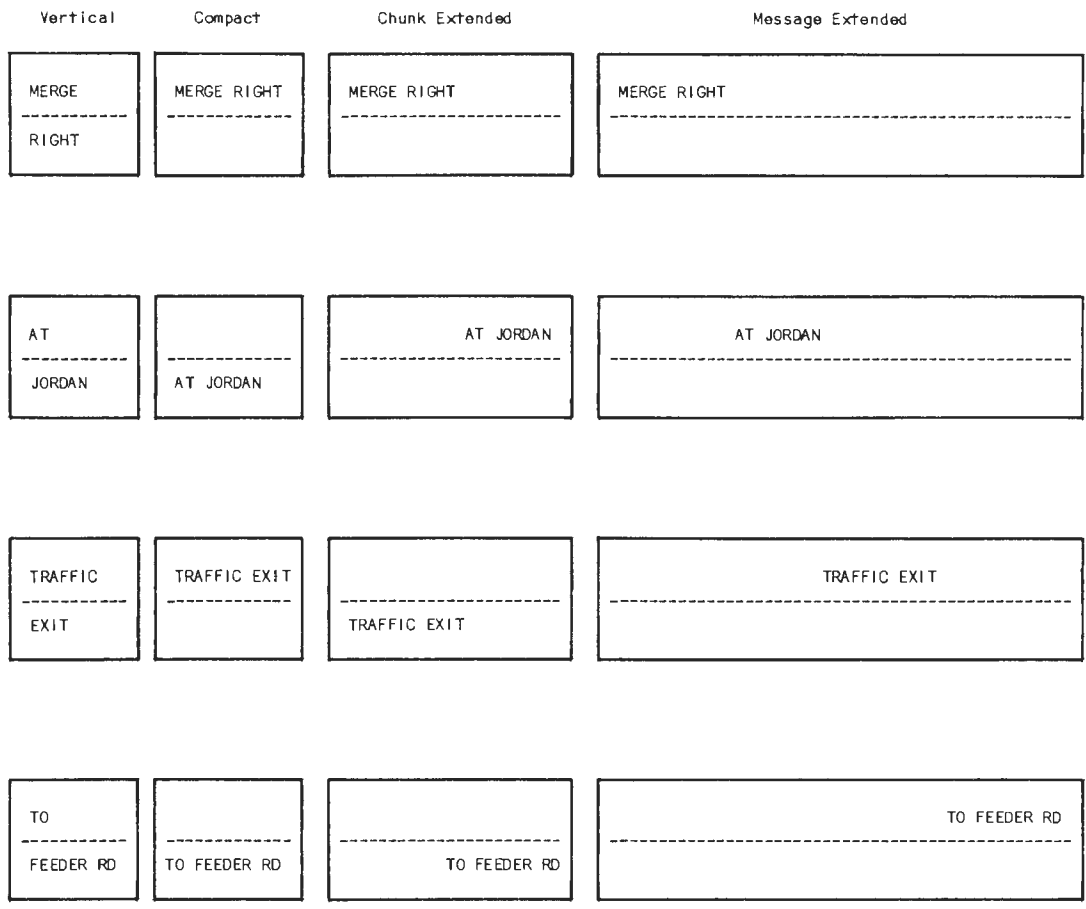 Vertical Compact Chunk Extended Message Extended
MERGE MERGE RIGHT MERGE RIGHT MERGE RIGHT
RIGHT
AT AT JORDAN AT JORDAN
JORDAN AT JORDAN
TRAFFIC TRAFFIC EXIT TRAFFIC EXIT
EXIT TRAFFIC EXIT
TO TO FEEDER RD
FEEDER RD TO FEEDER RD TO FEEDER RD